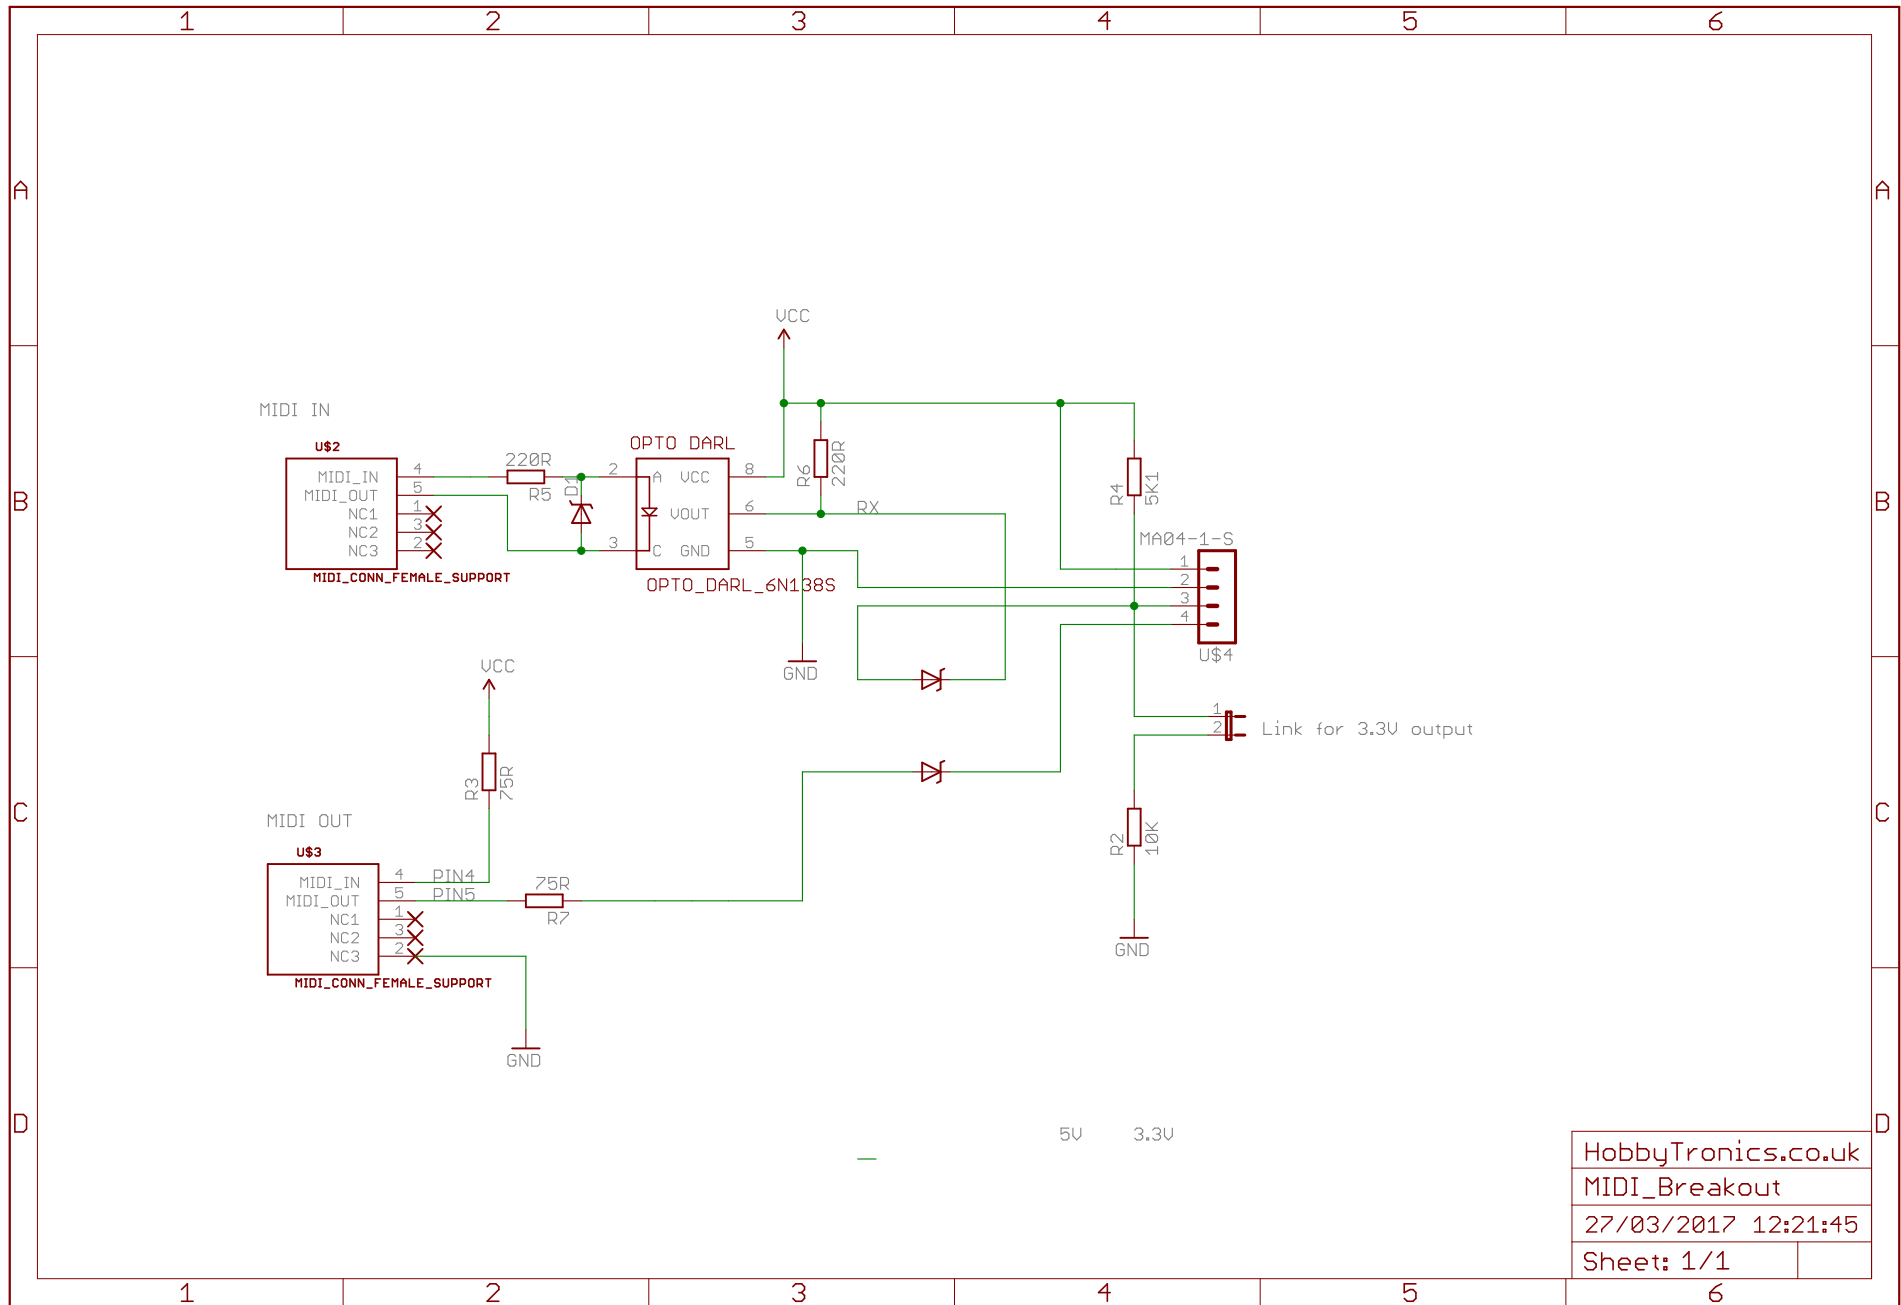 1 2 3 4 5 6
A A
VCC
MIDI IN
U$2
OPTO DARL
220R
R5
D1
MIDI_IN 4
MIDI_OUT 5
NC1 1
NC2 3
NC3 2
MIDI_CONN_FEMALE_SUPPORT
2 A VCC 8
VOUT 6
3 C GND 5
OPTO_DARL_6N138S
R6
220R
RX
R4
5K1
B B
MA04-1-S
1
2
3
4
U$4
GND
VCC
1
2
Link for 3.3V output
R3
75R
C C
R2
10K
MIDI OUT
U$3
MIDI_IN 4 PIN4
MIDI_OUT 5 PIN5
NC1 1
NC2 3
NC3 2
75R
R7
MIDI_CONN_FEMALE_SUPPORT
GND
GND
D D
5V 3.3V
HobbyTronics.co.uk
MIDI_Breakout
27/03/2017 12:21:45
Sheet: 1/1
1 2 3 4 5 6